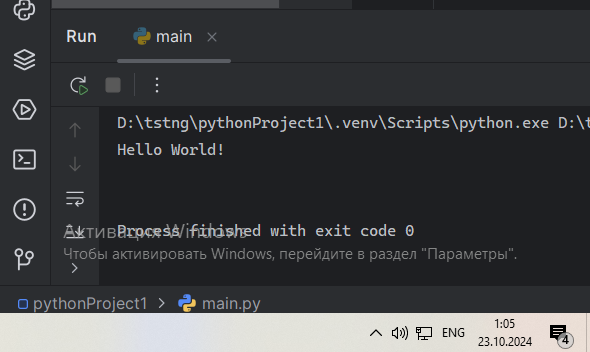 Run main
D:\tstng\pythonProject1\.venv\Scripts\python.exe D:\t
Hello World!
Process finished with exit code 0
Активация Windows
Чтобы активировать Windows, перейдите в раздел "Параметры".
pythonProject1 > main.py
ENG 1:05
23.10.2024
4